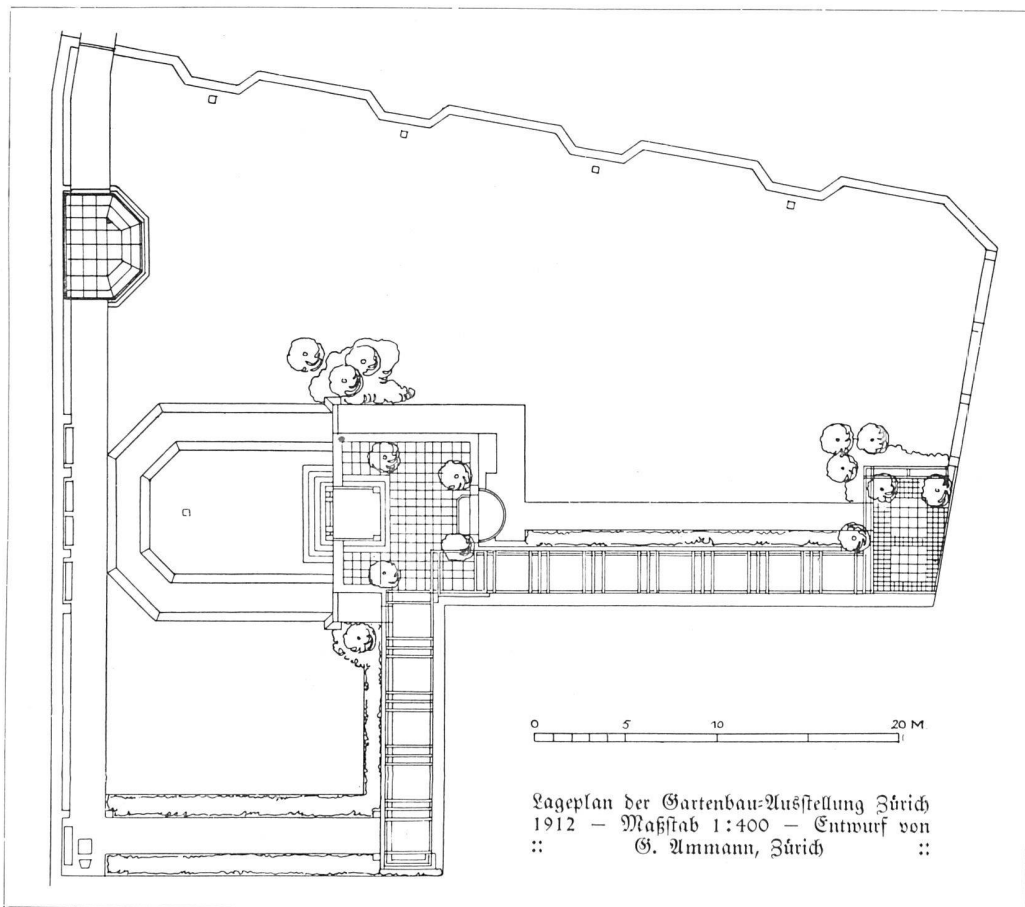 0 5 10 20 M.
Lageplan der Gartenbau-Ausstellung Zürich
1912 — Maßstab 1:400 — Entwurf von
:: G. Ammann, Zürich ::